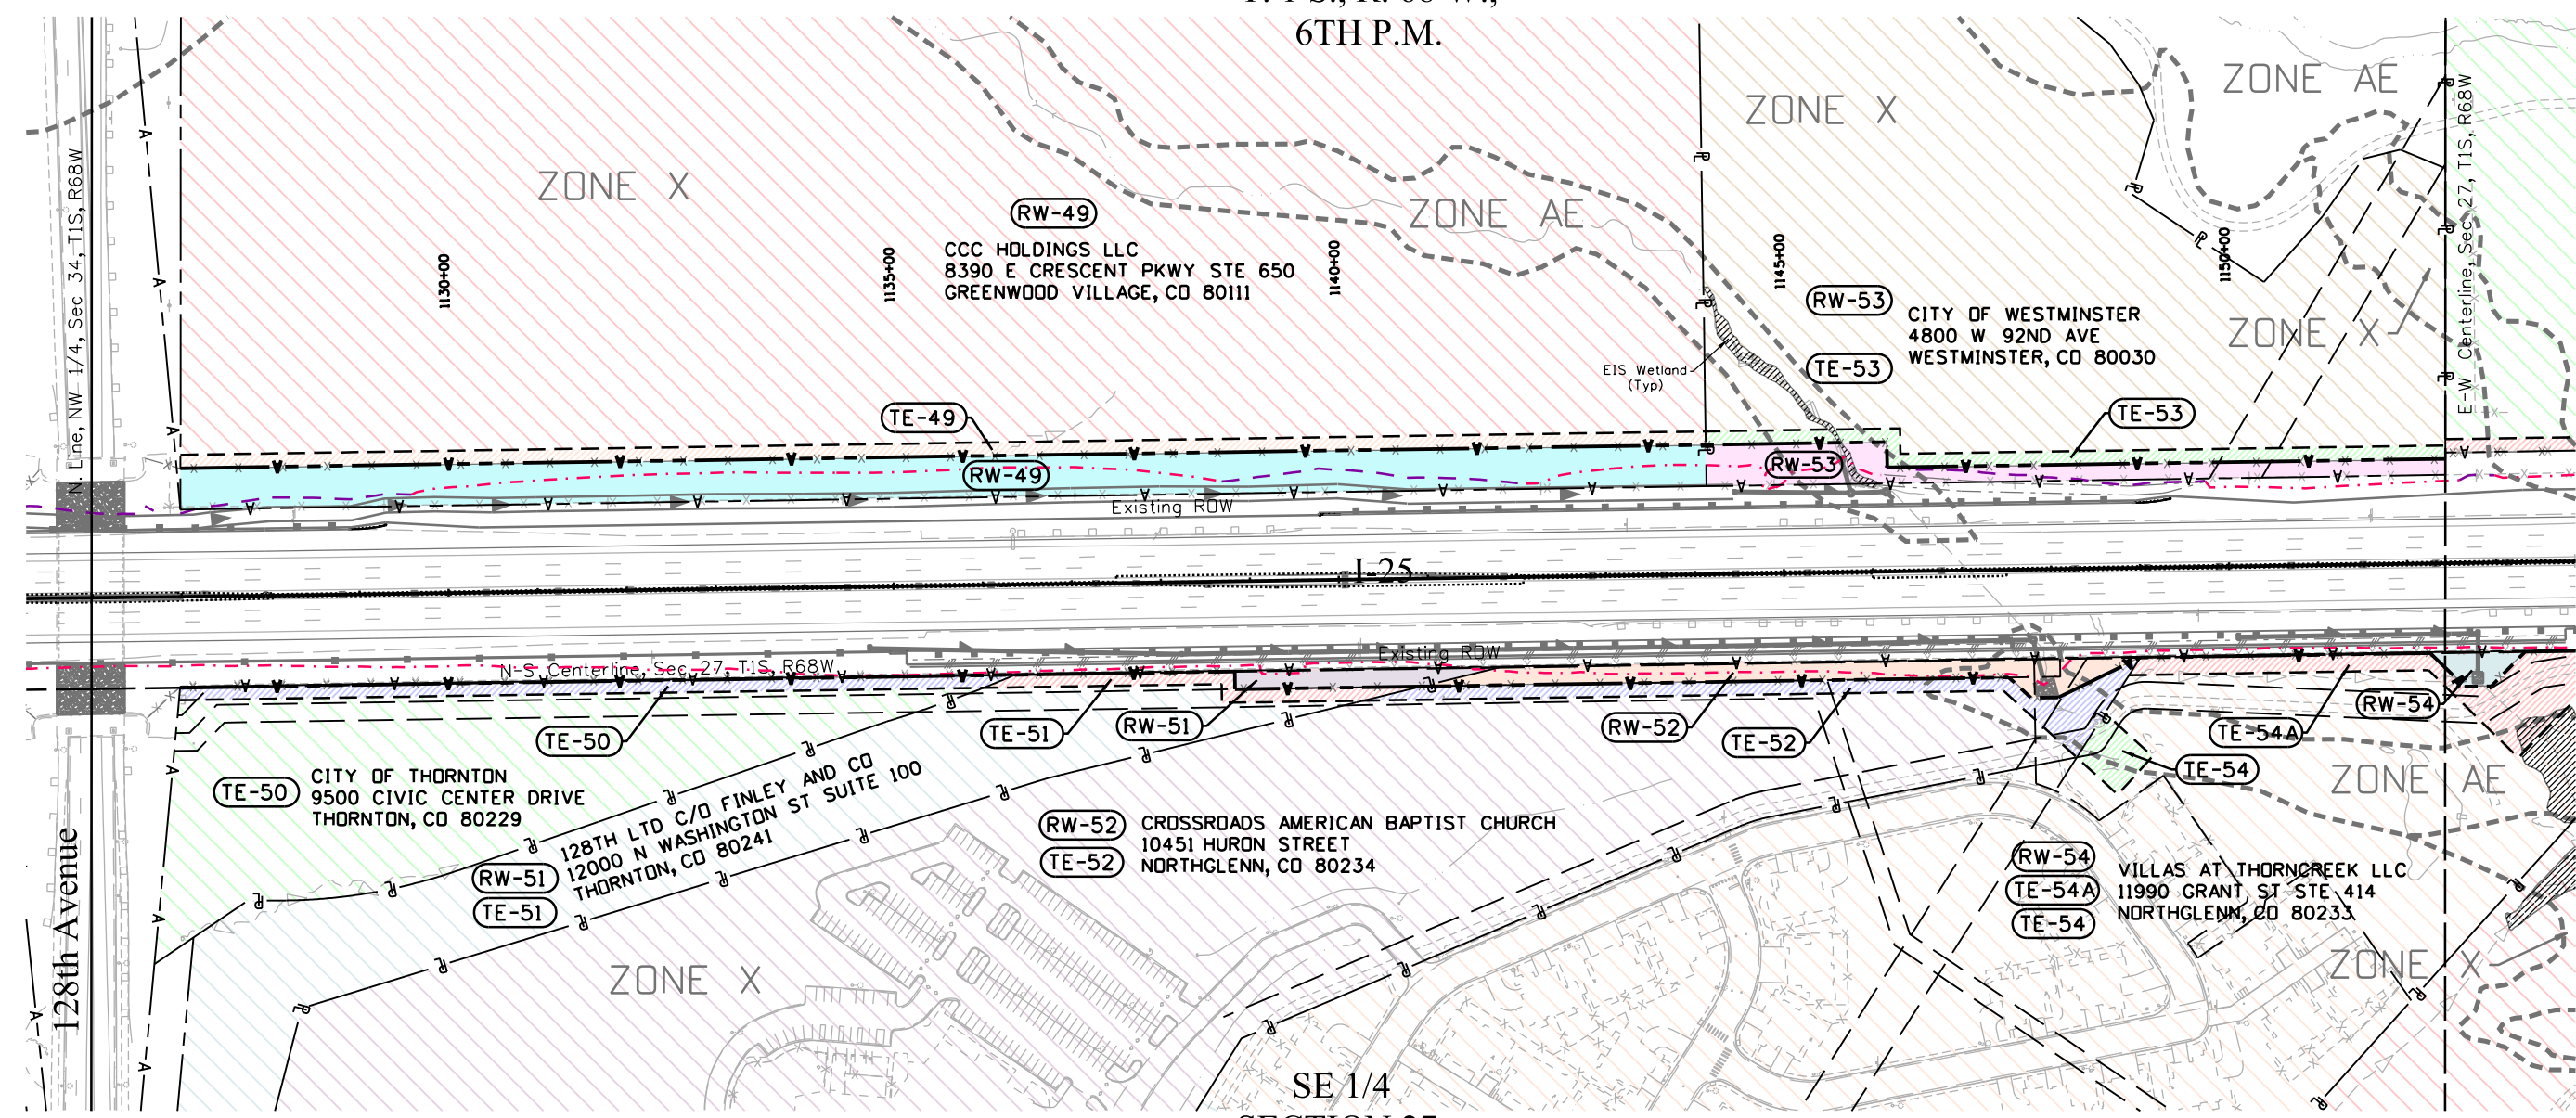 6TH P.M.
ZONE X
ZONE AE
ZONE X
ZONE AE
ZONE X
N. Line, NW 1/4, Sec 34, T1S, R68W
E-W Centerline, Sec 27, T1S, R68W
RW-49
CCC HOLDINGS LLC
8390 E CRESCENT PKWY STE 650
GREENWOOD VILLAGE, CO 80111
1130+00
1135+00
1140+00
1145+00
1150+00
RW-53
TE-53
CITY OF WESTMINSTER
4800 W 92ND AVE
WESTMINSTER, CO 80030
EIS Wetland
(Typ)
TE-49
TE-53
RW-49
RW-53
Existing ROW
I-25
Existing ROW
N-S Centerline, Sec 27, T1S, R68W
TE-50
TE-51
RW-51
RW-52
TE-52
TE-54A
RW-54
TE-54
TE-50
CITY OF THORNTON
9500 CIVIC CENTER DRIVE
THORNTON, CO 80229
RW-51
TE-51
128TH LTD C/O FINLEY AND CO
12000 N WASHINGTON ST SUITE 100
THORNTON, CO 80241
RW-52
TE-52
CROSSROADS AMERICAN BAPTIST CHURCH
10451 HURON STREET
NORTHGLENN, CO 80234
RW-54
TE-54A
TE-54
VILLAS AT THORNCREEK LLC
11990 GRANT ST STE 414
NORTHGLENN, CO 80233
ZONE AE
ZONE X
ZONE X
128th Avenue
SE 1/4